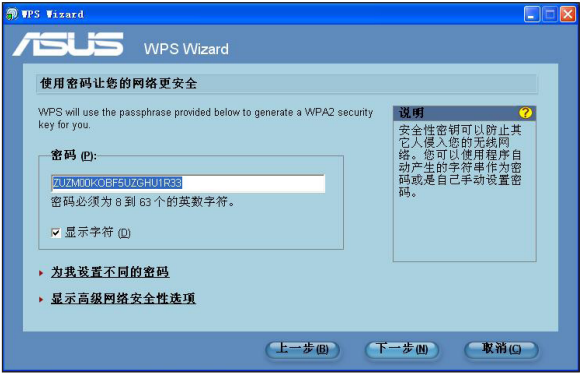 WPS Wizard
ASUS WPS Wizard
使用密码让您的网络更安全
WPS will use the passphrase provided below to generate a WPA2 security
key for you.
密码 (P):
ZUZM00KOBF5UZGHU1R33
密码必须为 8 到 63 个的英数字符。
显示字符 (D)
为我设置不同的密码
显示高级网络安全性选项
说明
?
安全性密钥可以防止其
它人侵入您的无线网
络。您可以使用程序自
动产生的字符串作为密
码或是自己手动设置密
码。
上一步(B)
下一步(N)
取消(C)